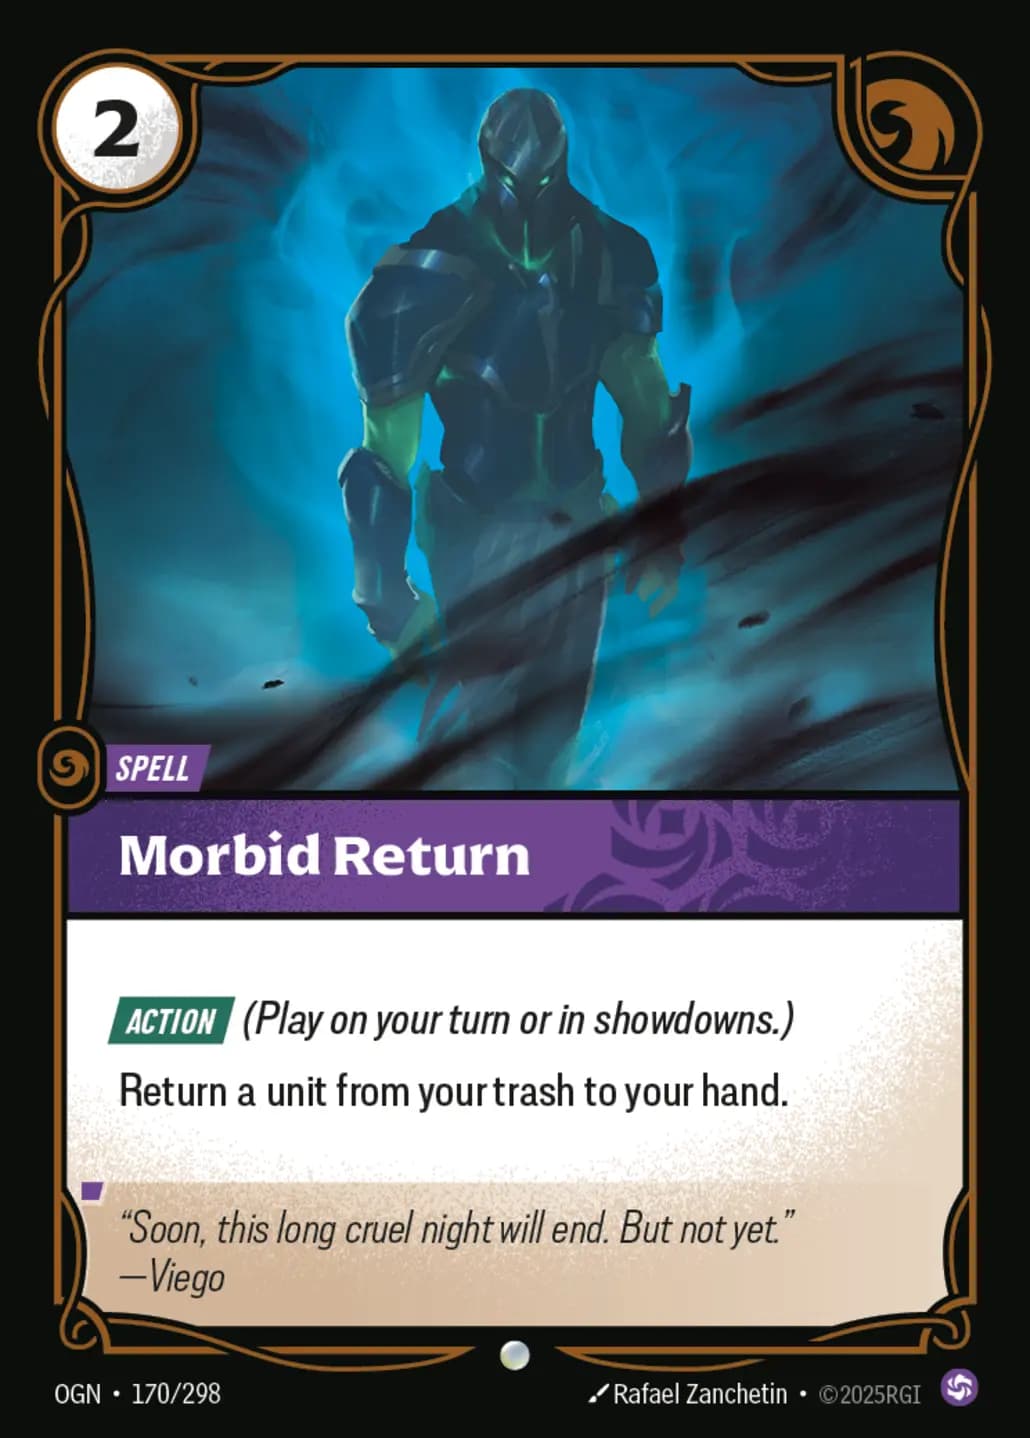 2
SPELL
Morbid Return
ACTION (Play on your turn or in showdowns.)
Return a unit from your trash to your hand.
“Soon, this long cruel night will end. But not yet.”
—Viego
OGN • 170/298
Rafael Zanchetin • ©2025RGI